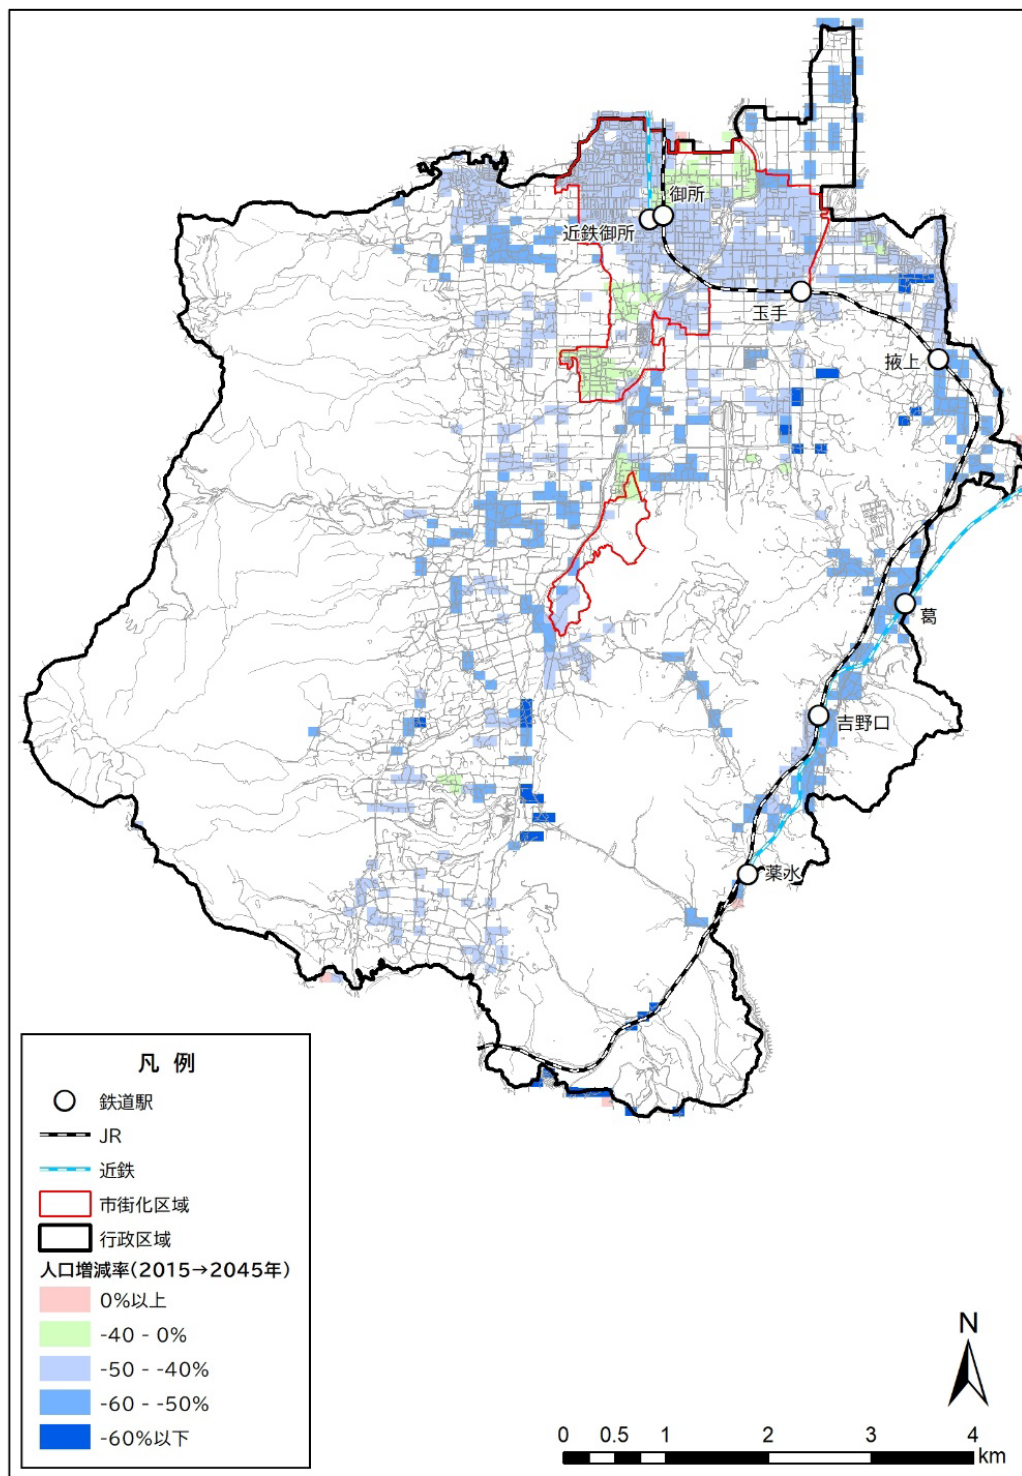 御所
近鉄御所
玉手
掖上
葛
吉野口
薬水
凡 例
鉄道駅
JR
近鉄
市街化区域
行政区域
人口増減率(2015→2045年)
0%以上
-40 - 0%
-50 - -40%
-60 - -50%
-60%以下
N
0 0.5 1 2 3 4
km